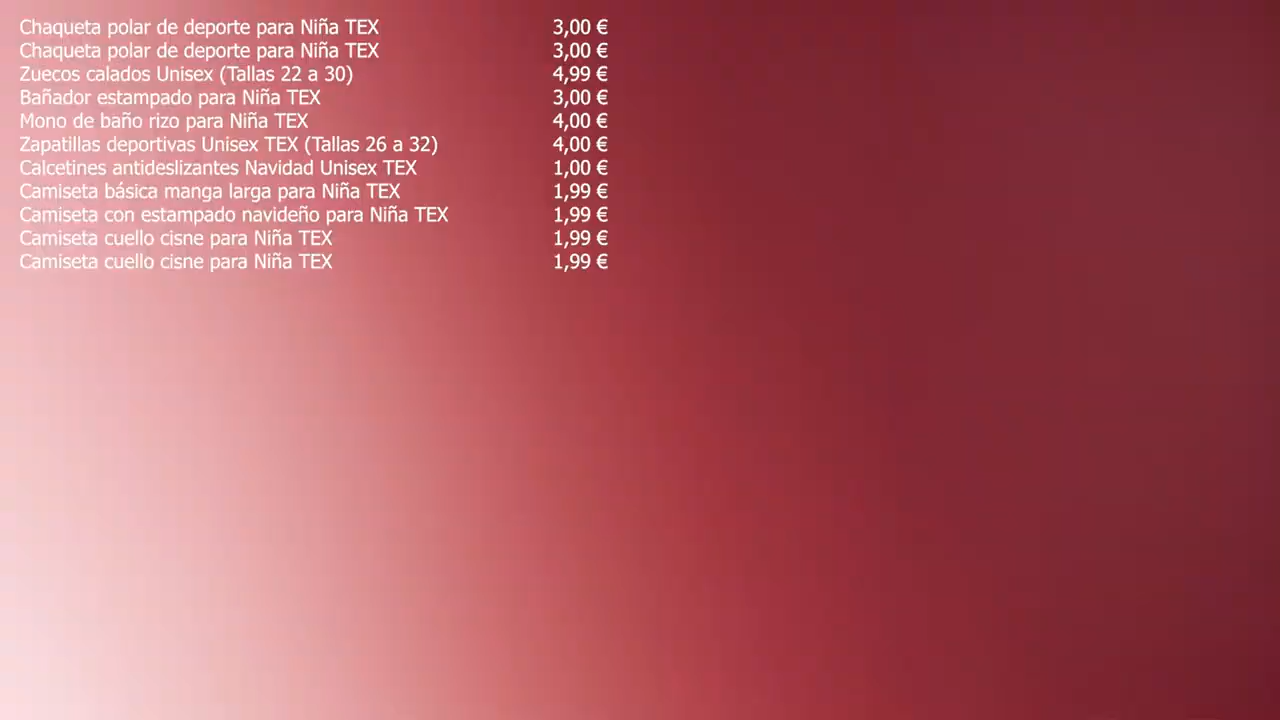 Chaqueta polar de deporte para Niña TEX 3,00 €
Chaqueta polar de deporte para Niña TEX 3,00 €
Zuecos calados Unisex (Tallas 22 a 30) 4,99 €
Bañador estampado para Niña TEX 3,00 €
Mono de baño rizo para Niña TEX 4,00 €
Zapatillas deportivas Unisex TEX (Tallas 26 a 32) 4,00 €
Calcetines antideslizantes Navidad Unisex TEX 1,00 €
Camiseta básica manga larga para Niña TEX 1,99 €
Camiseta con estampado navideño para Niña TEX 1,99 €
Camiseta cuello cisne para Niña TEX 1,99 €
Camiseta cuello cisne para Niña TEX 1,99 €